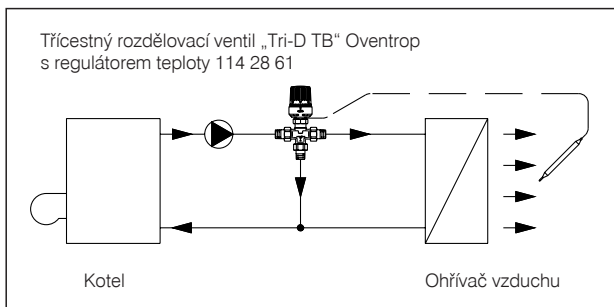 Třícestný rozdělovací ventil „Tri-D TB“ Oventrop
s regulátorem teploty 114 28 61
Kotel
Ohřívač vzduchu